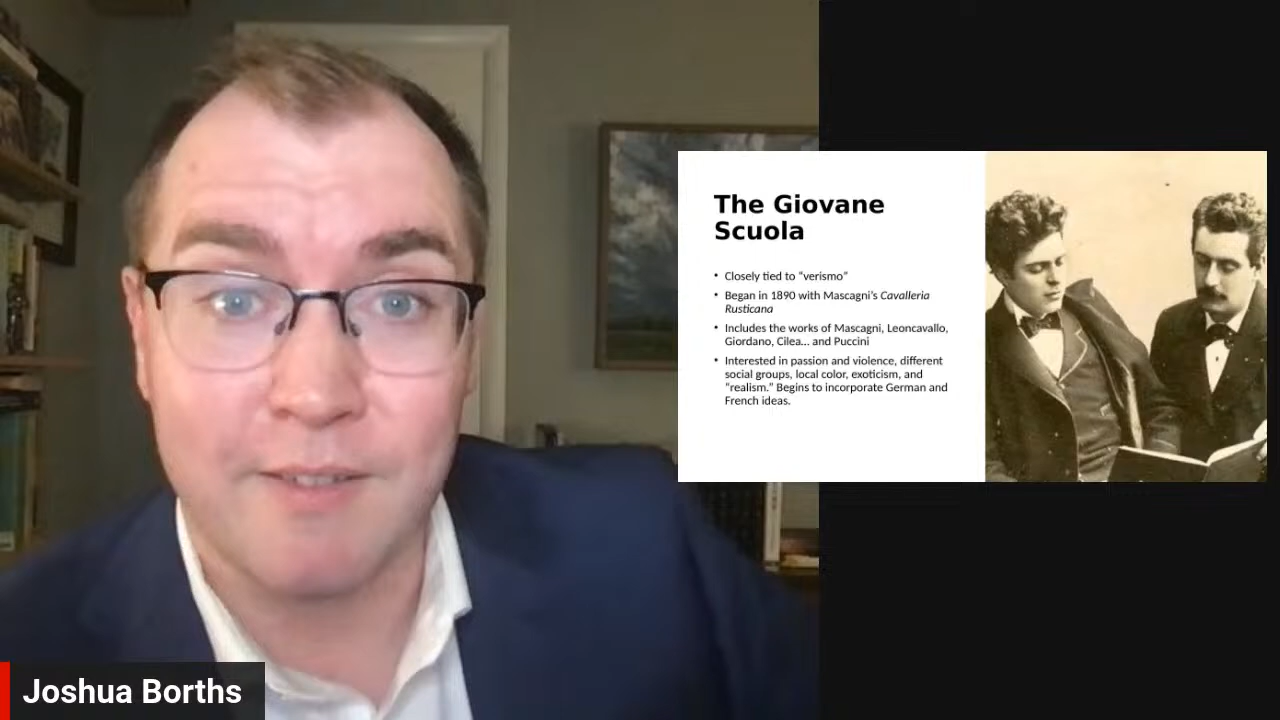 The Giovane
Scuola
• Closely tied to “verismo”
• Began in 1890 with Mascagni’s Cavalleria
Rusticana
• Includes the works of Mascagni, Leoncavallo,
Giordano, Cilea… and Puccini
• Interested in passion and violence, different
social groups, local color, exoticism, and
“realism.” Begins to incorporate German and
French ideas.
Joshua Borths